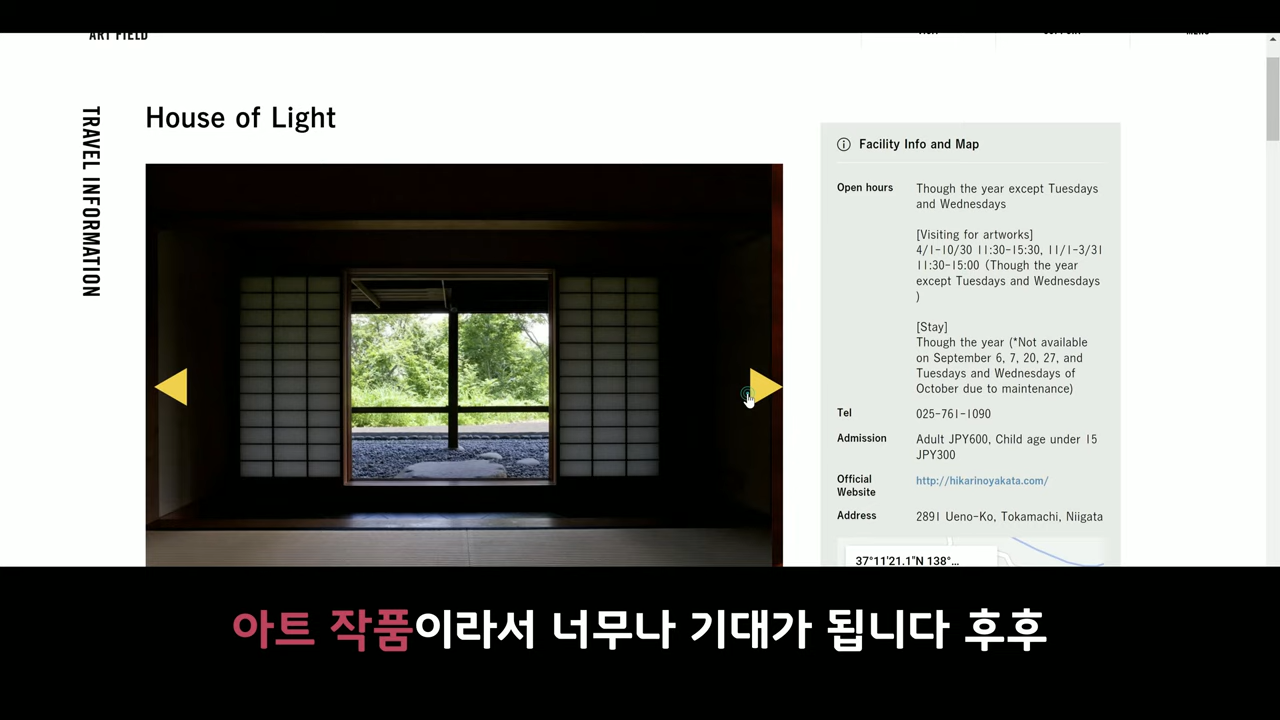 ART FIELD
TRAVEL INFORMATION
House of Light
Facility Info and Map
Open hours
Though the year except Tuesdays
and Wednesdays
[Visiting for artworks]
4/1-10/30 11:30-15:30, 11/1-3/31
11:30-15:00 (Though the year
except Tuesdays and Wednesdays
)
[Stay]
Though the year (*Not available
on September 6, 7, 20, 27, and
Tuesdays and Wednesdays of
October due to maintenance)
Tel
025-761-1090
Admission
Adult JPY600, Child age under 15
JPY300
Official
Website
http://hikarinoyakata.com/
Address
2891 Ueno-Ko, Tokamachi, Niigata
37°11'21.1"N 138°...
아트 작품이라서 너무나 기대가 됩니다 후후